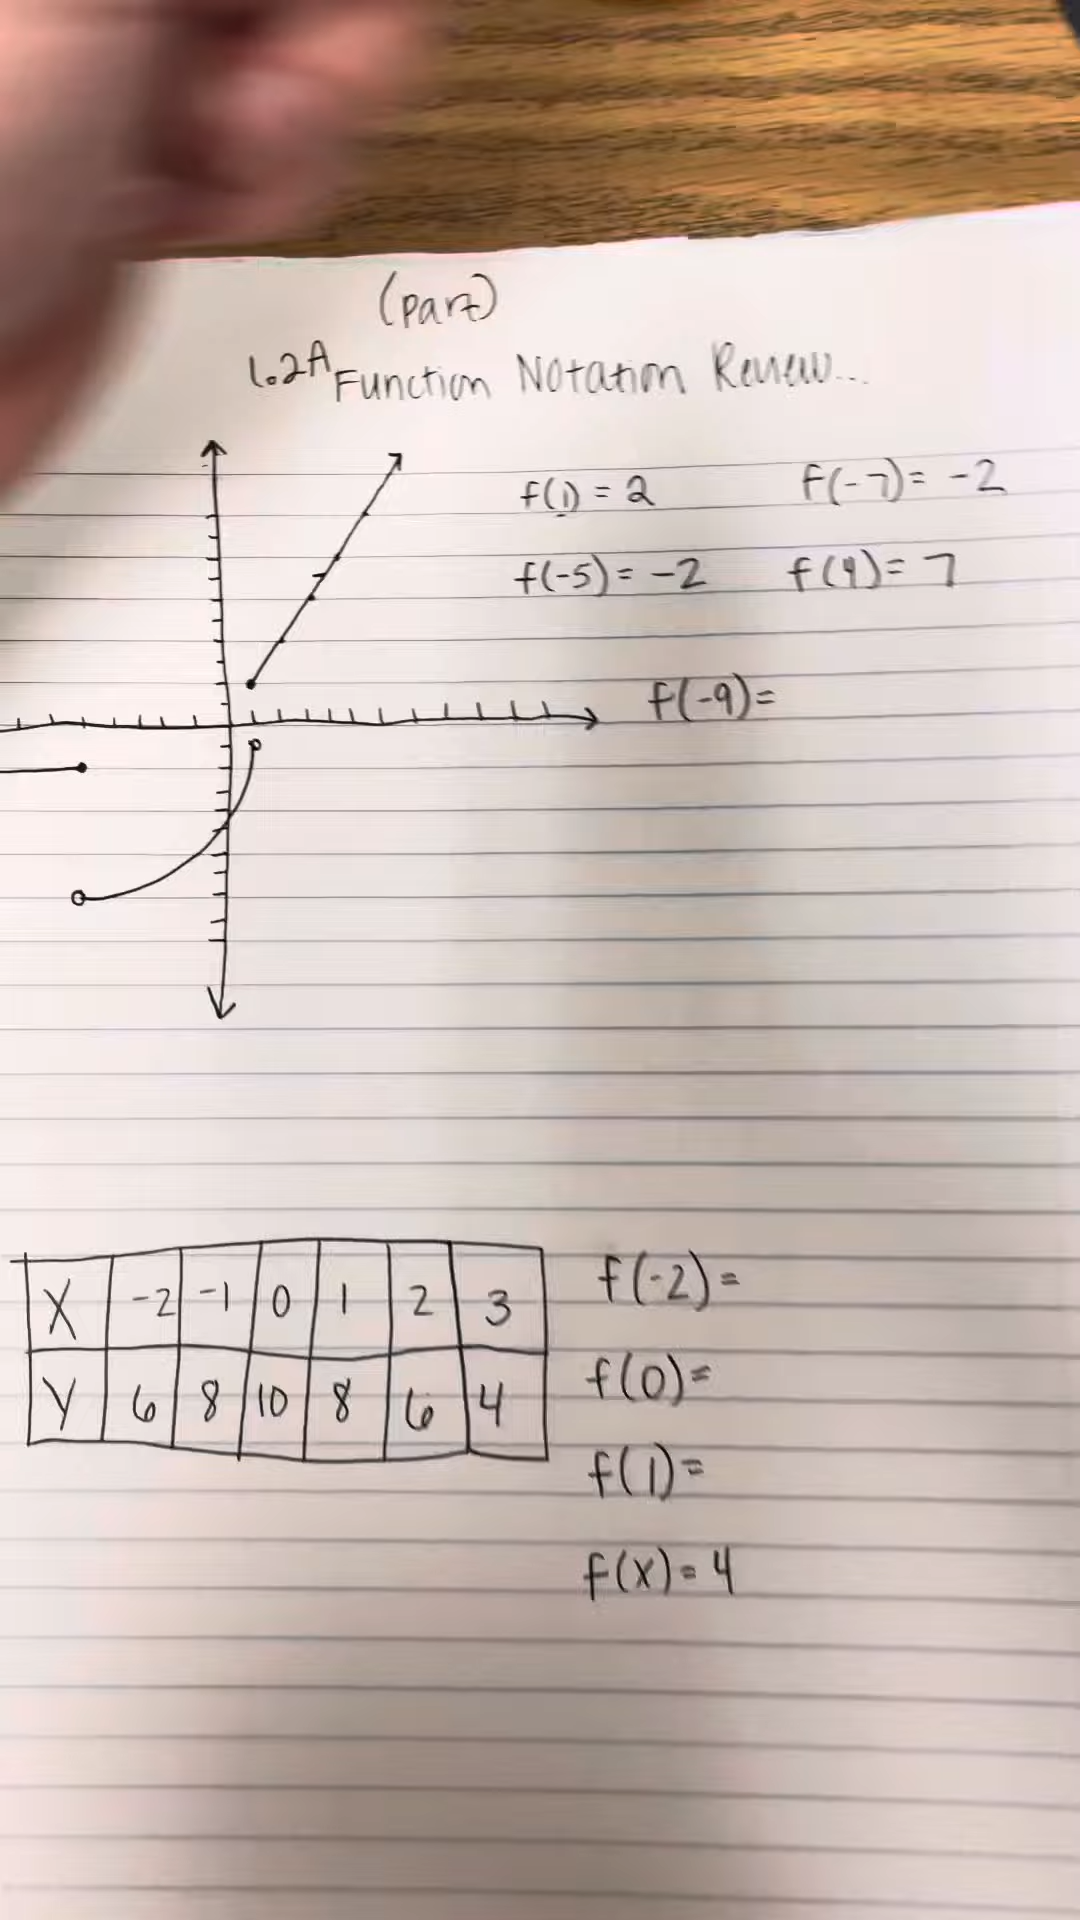 (part)
1.2A Function Notation Review...
f(1) = 2 f(-7) = -2
f(-5) = -2 f(4) = 7
f(-9) =
X -2 -1 0 1 2 3
Y 6 8 10 8 6 4
f(-2) =
f(0) =
f(1) =
f(x) = 4